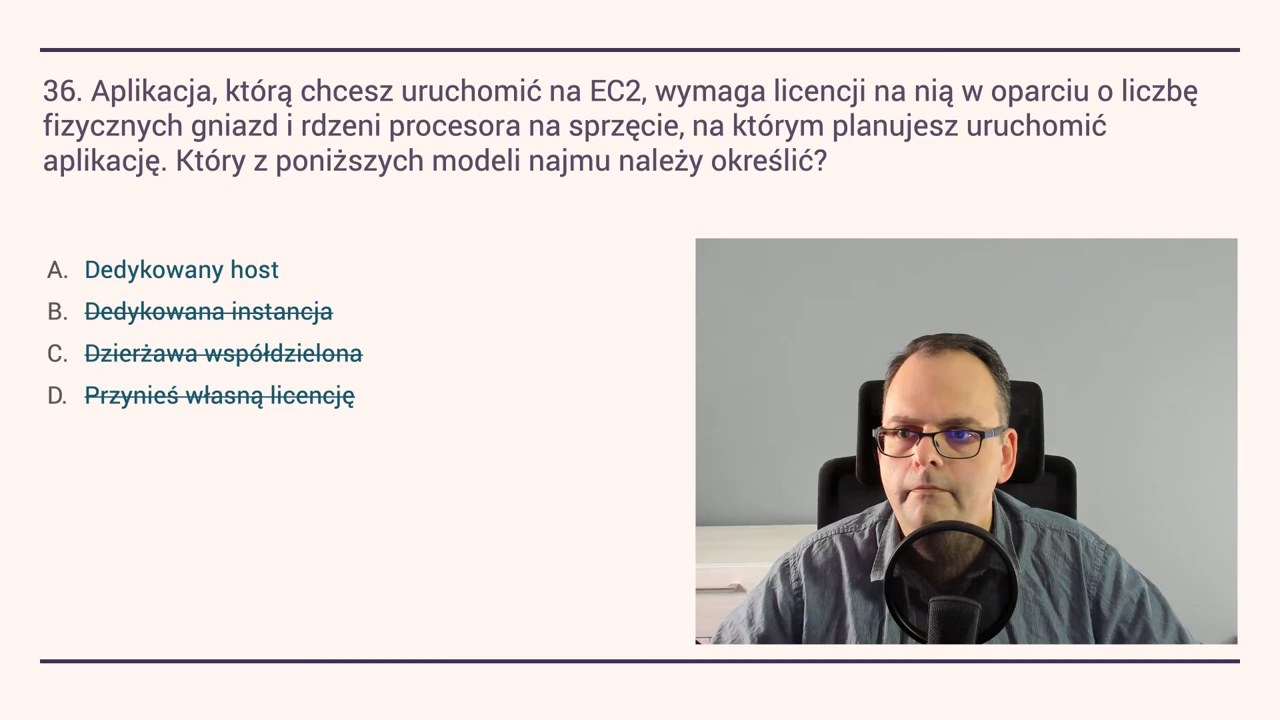 36. Aplikacja, którą chcesz uruchomić na EC2, wymaga licencji na nią w oparciu o liczbę
fizycznych gniazd i rdzeni procesora na sprzęcie, na którym planujesz uruchomić
aplikację. Który z poniższych modeli najmu należy określić?
A. Dedykowany host
B. Dedykowana instancja
C. Dzierżawa współdzielona
D. Przynieś własną licencję